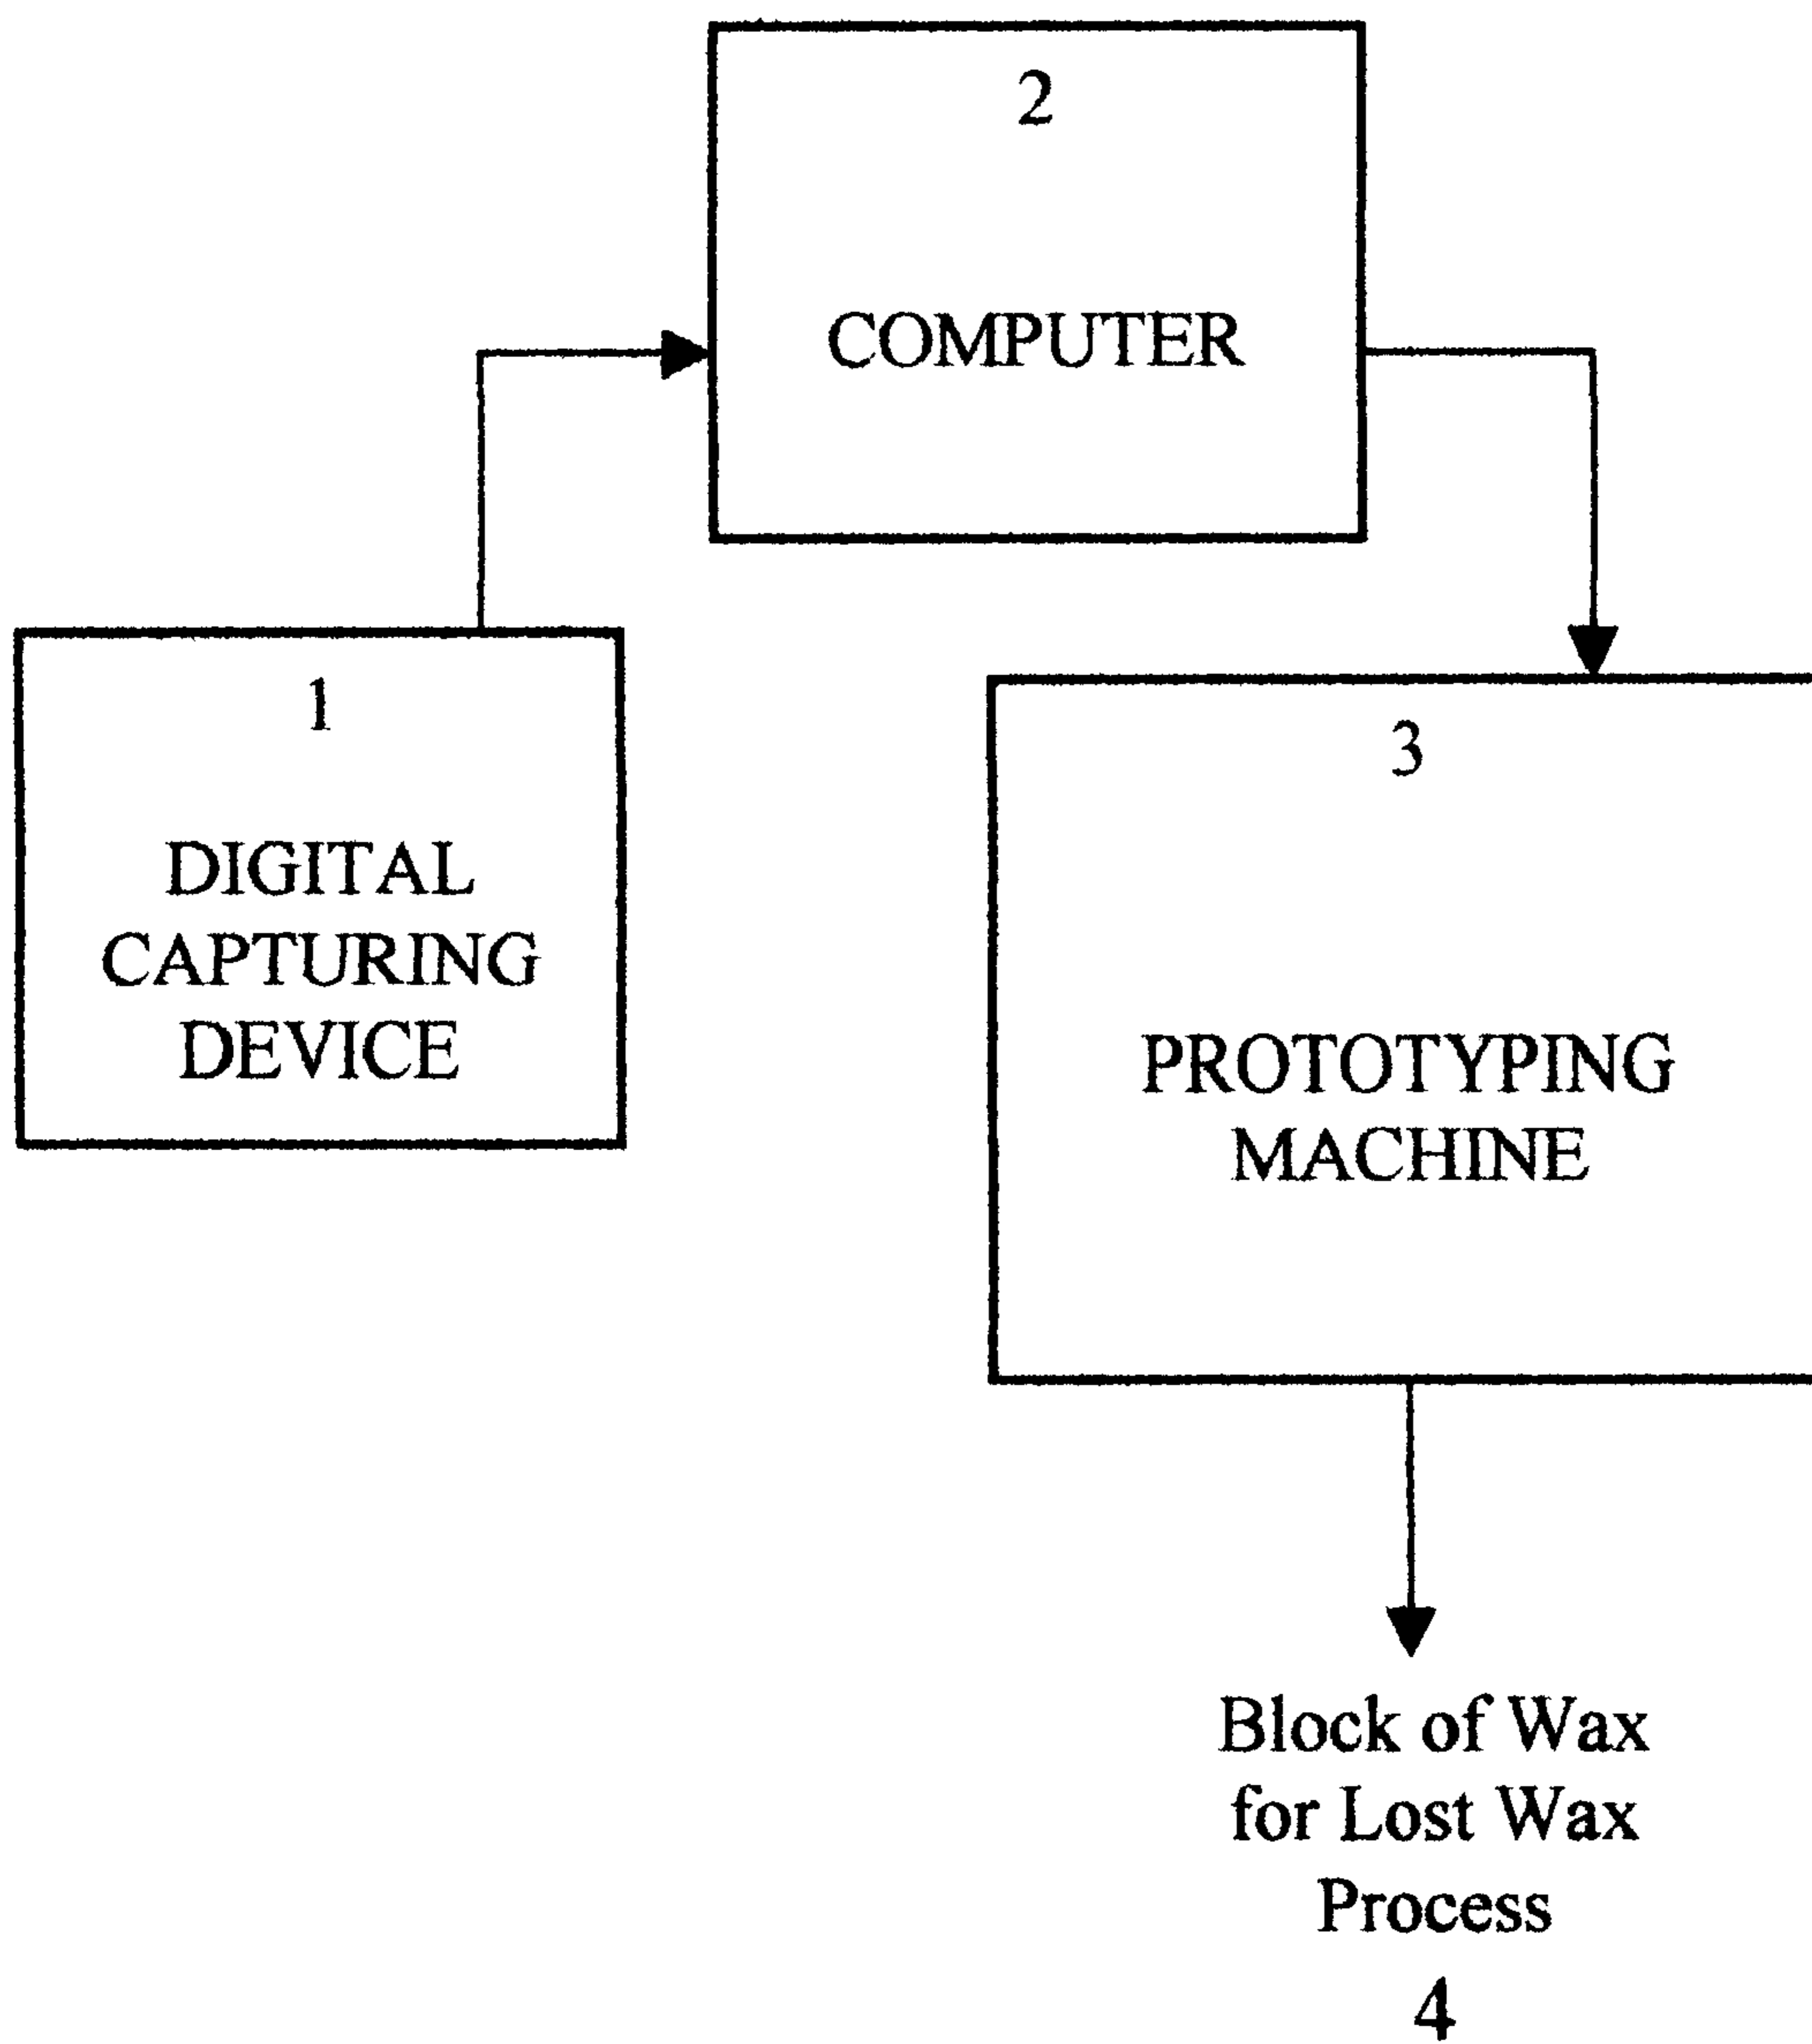 2
COMPUTER
1
DIGITAL
CAPTURING
DEVICE
3
PROTOTYPING
MACHINE
Block of Wax
for Lost Wax
Process
4